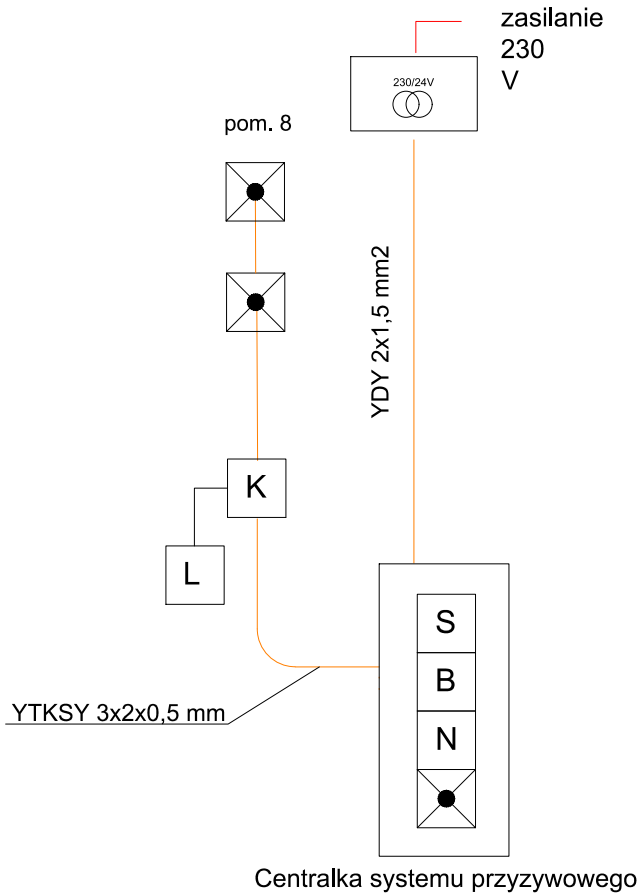 zasilanie
230
V
230/24V
pom. 8
YDY 2x1,5 mm2
K
L
S
B
N
YTKSY 3x2x0,5 mm
Centralka systemu przyzywowego